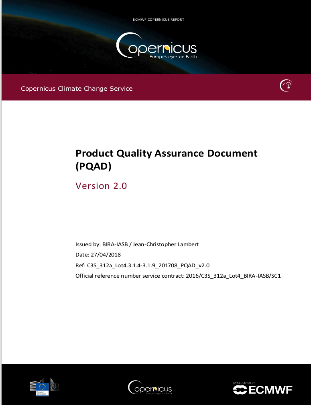 ECMWF COPERNICUS REPORT
opernicus
Europe's eyes on Earth
Copernicus Climate Change Service
Product Quality Assurance Document
(PQAD)
Version 2.0
Issued by: BIRA-IASB / Jean-Christopher Lambert
Date: 27/04/2018
Ref: C3S_312a_Lot4.3.1.4-3.1.9_201708_PQAD_v2.0
Official reference number service contract: 2016/C3S_312a_Lot4_BIRA-IASB/SC1
opernicus
ECMWF